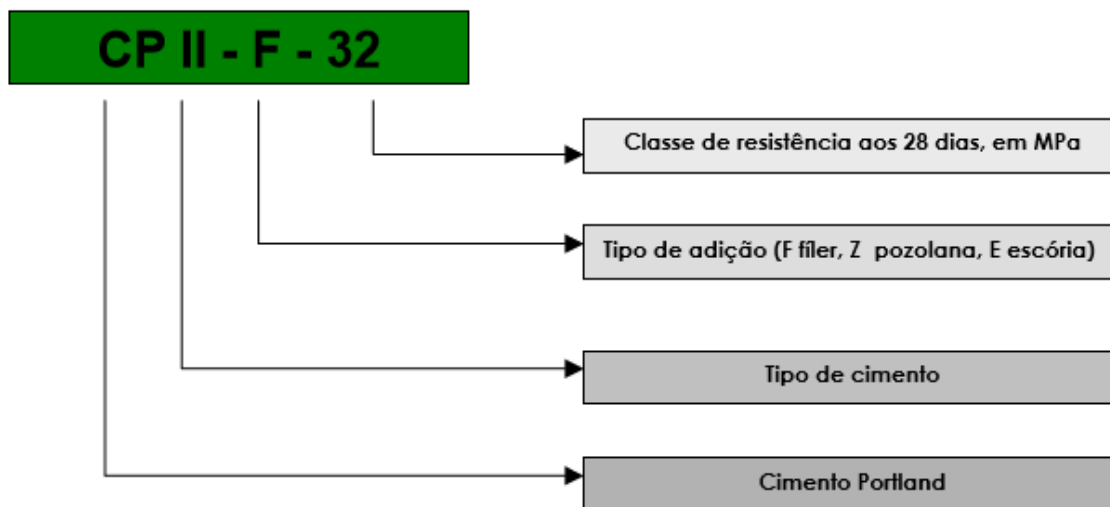 CP II - F - 32
Classe de resistência aos 28 dias, em MPa
Tipo de adição (F fíler, Z pozolana, E escória)
Tipo de cimento
Cimento Portland